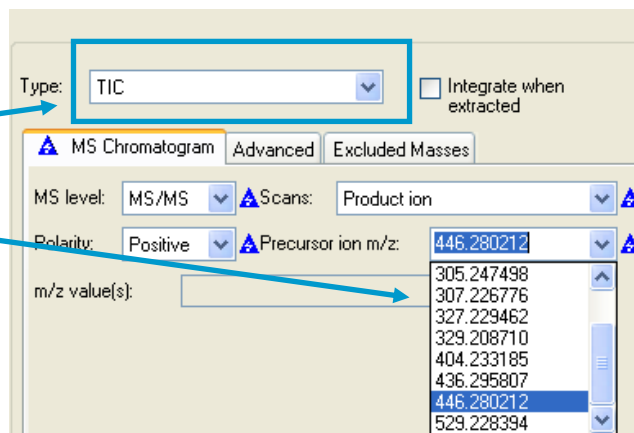 Type: TIC Integrate when
extracted
MS Chromatogram Advanced Excluded Masses
MS level: MS/MS Scans: Product ion
Polarity: Positive Precursor ion m/z: 446.280212
m/z value(s):
305.247498
307.226776
327.229462
329.208710
404.233185
436.295807
446.280212
529.228394